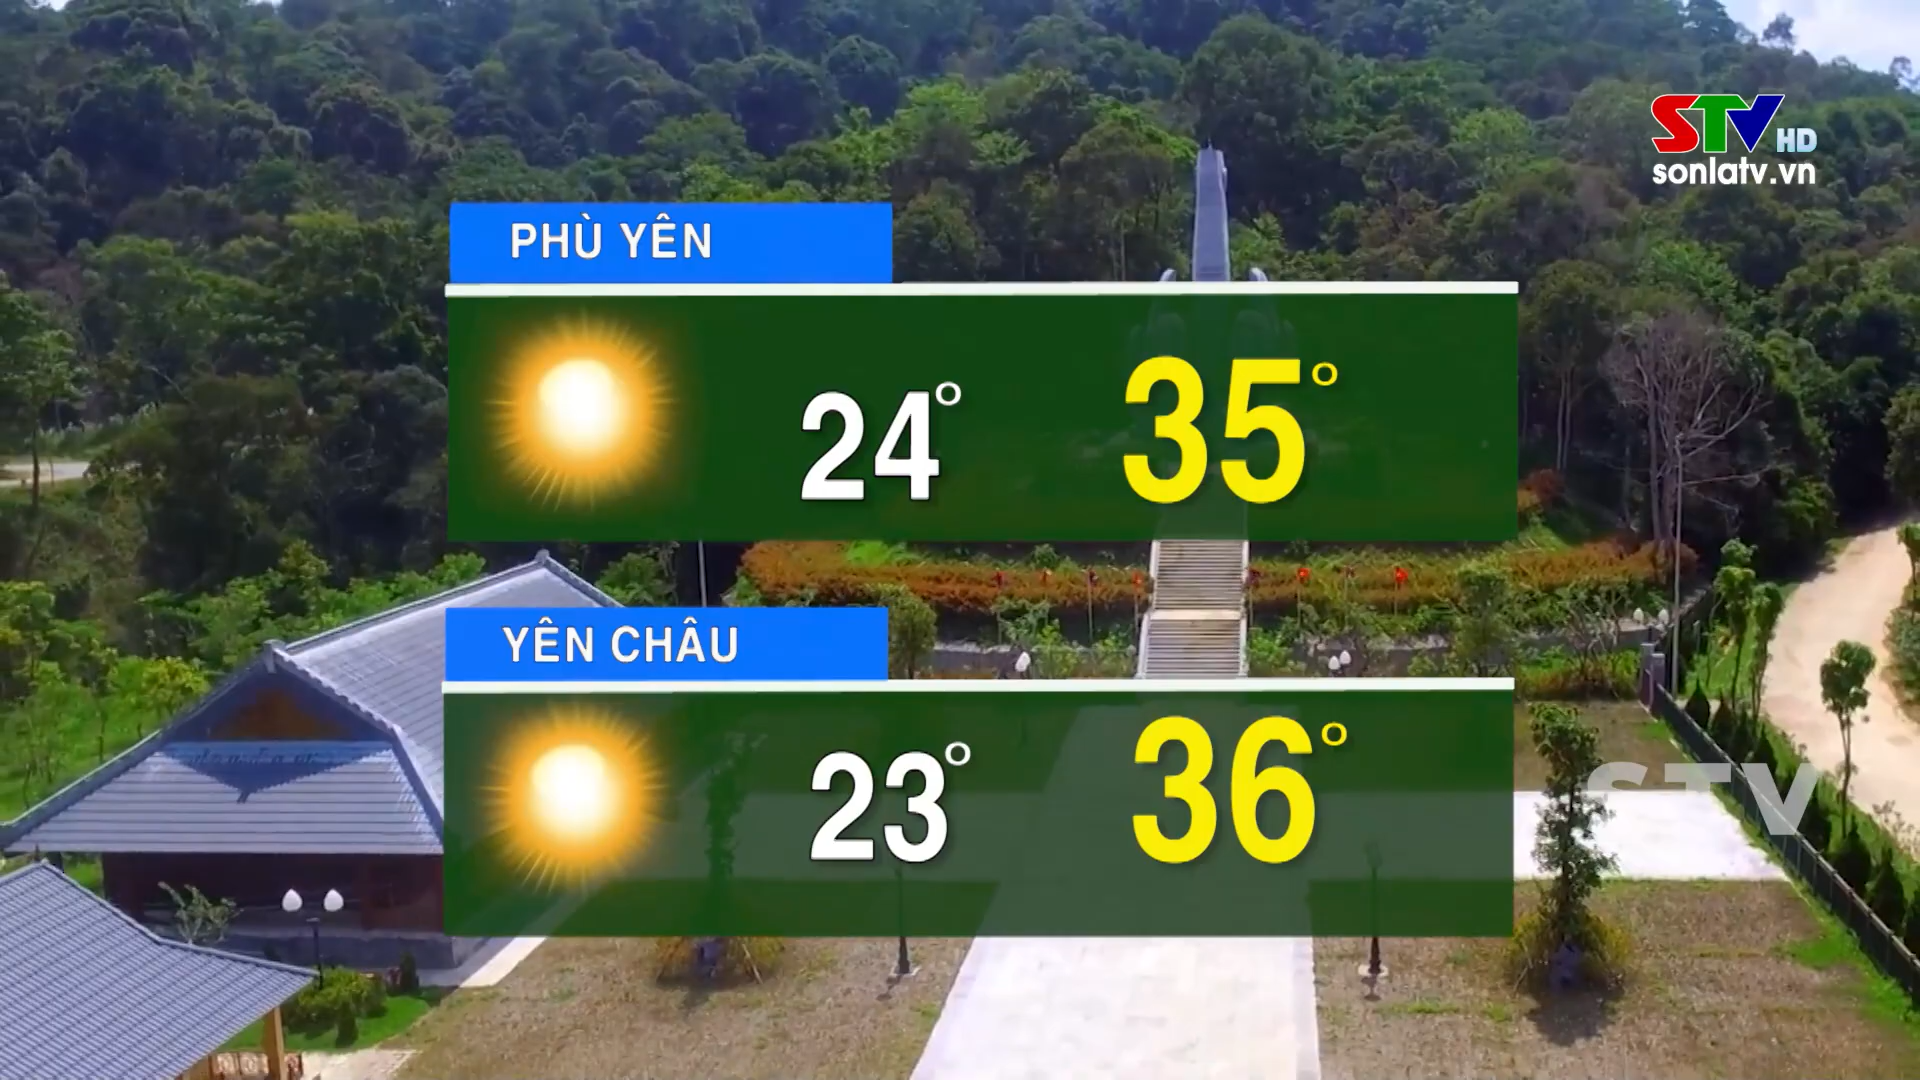 STV HD
sonlatv.vn
PHÙ YÊN
24° 35°
YÊN CHÂU
23° 36°
STV